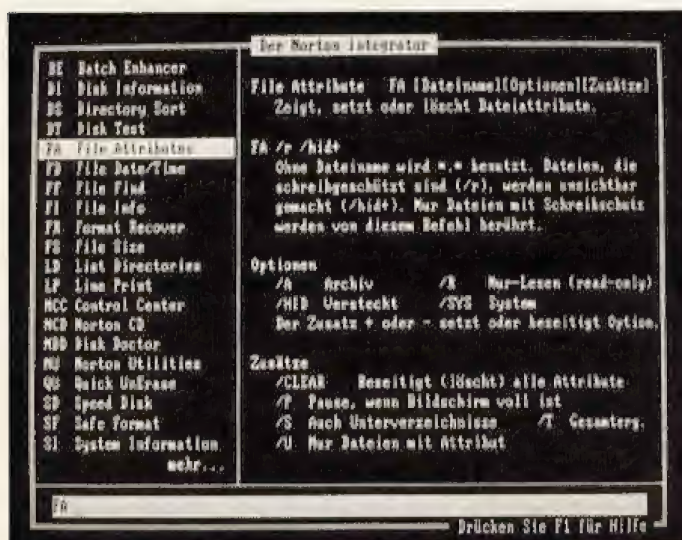 Der Norton Integrator
BE Batch Enhancer
DI Disk Information
DS Directory Sort
DT Disk Test
FA File Attributes
FD File Date/Time
FF File Find
FI File Info
FR Format Recover
FS File Size
LD List Directories
LP Line Print
NCC Control Center
NCD Norton CD
NDD Disk Doctor
NU Norton Utilities
QU Quick UnErase
SD Speed Disk
SF Safe Format
SI System Information
mehr...
File Attribute FA [Dateiname][Optionen][Zusätze]
Zeigt, setzt oder löscht Dateiattribute.
FA /r /hid+
Ohne Dateiname wird *.* benutzt. Dateien, die
schreibgeschützt sind (/r), werden unsichtbar
gemacht (/hid+). Nur Dateien mit Schreibschutz
werden von diesem Befehl berührt.
Optionen
/A Archiv /R Nur-Lesen (read-only)
/HID Versteckt /SYS System
Der Zusatz + oder - setzt oder beseitigt Option.
Zusätze
/CLEAR Beseitigt (löscht) alle Attribute
/P Pause, wenn Bildschirm voll ist
/S Auch Unterverzeichnisse /T Gesamterg.
/U Nur Dateien mit Attribut
FA
Drücken Sie F1 für Hilfe